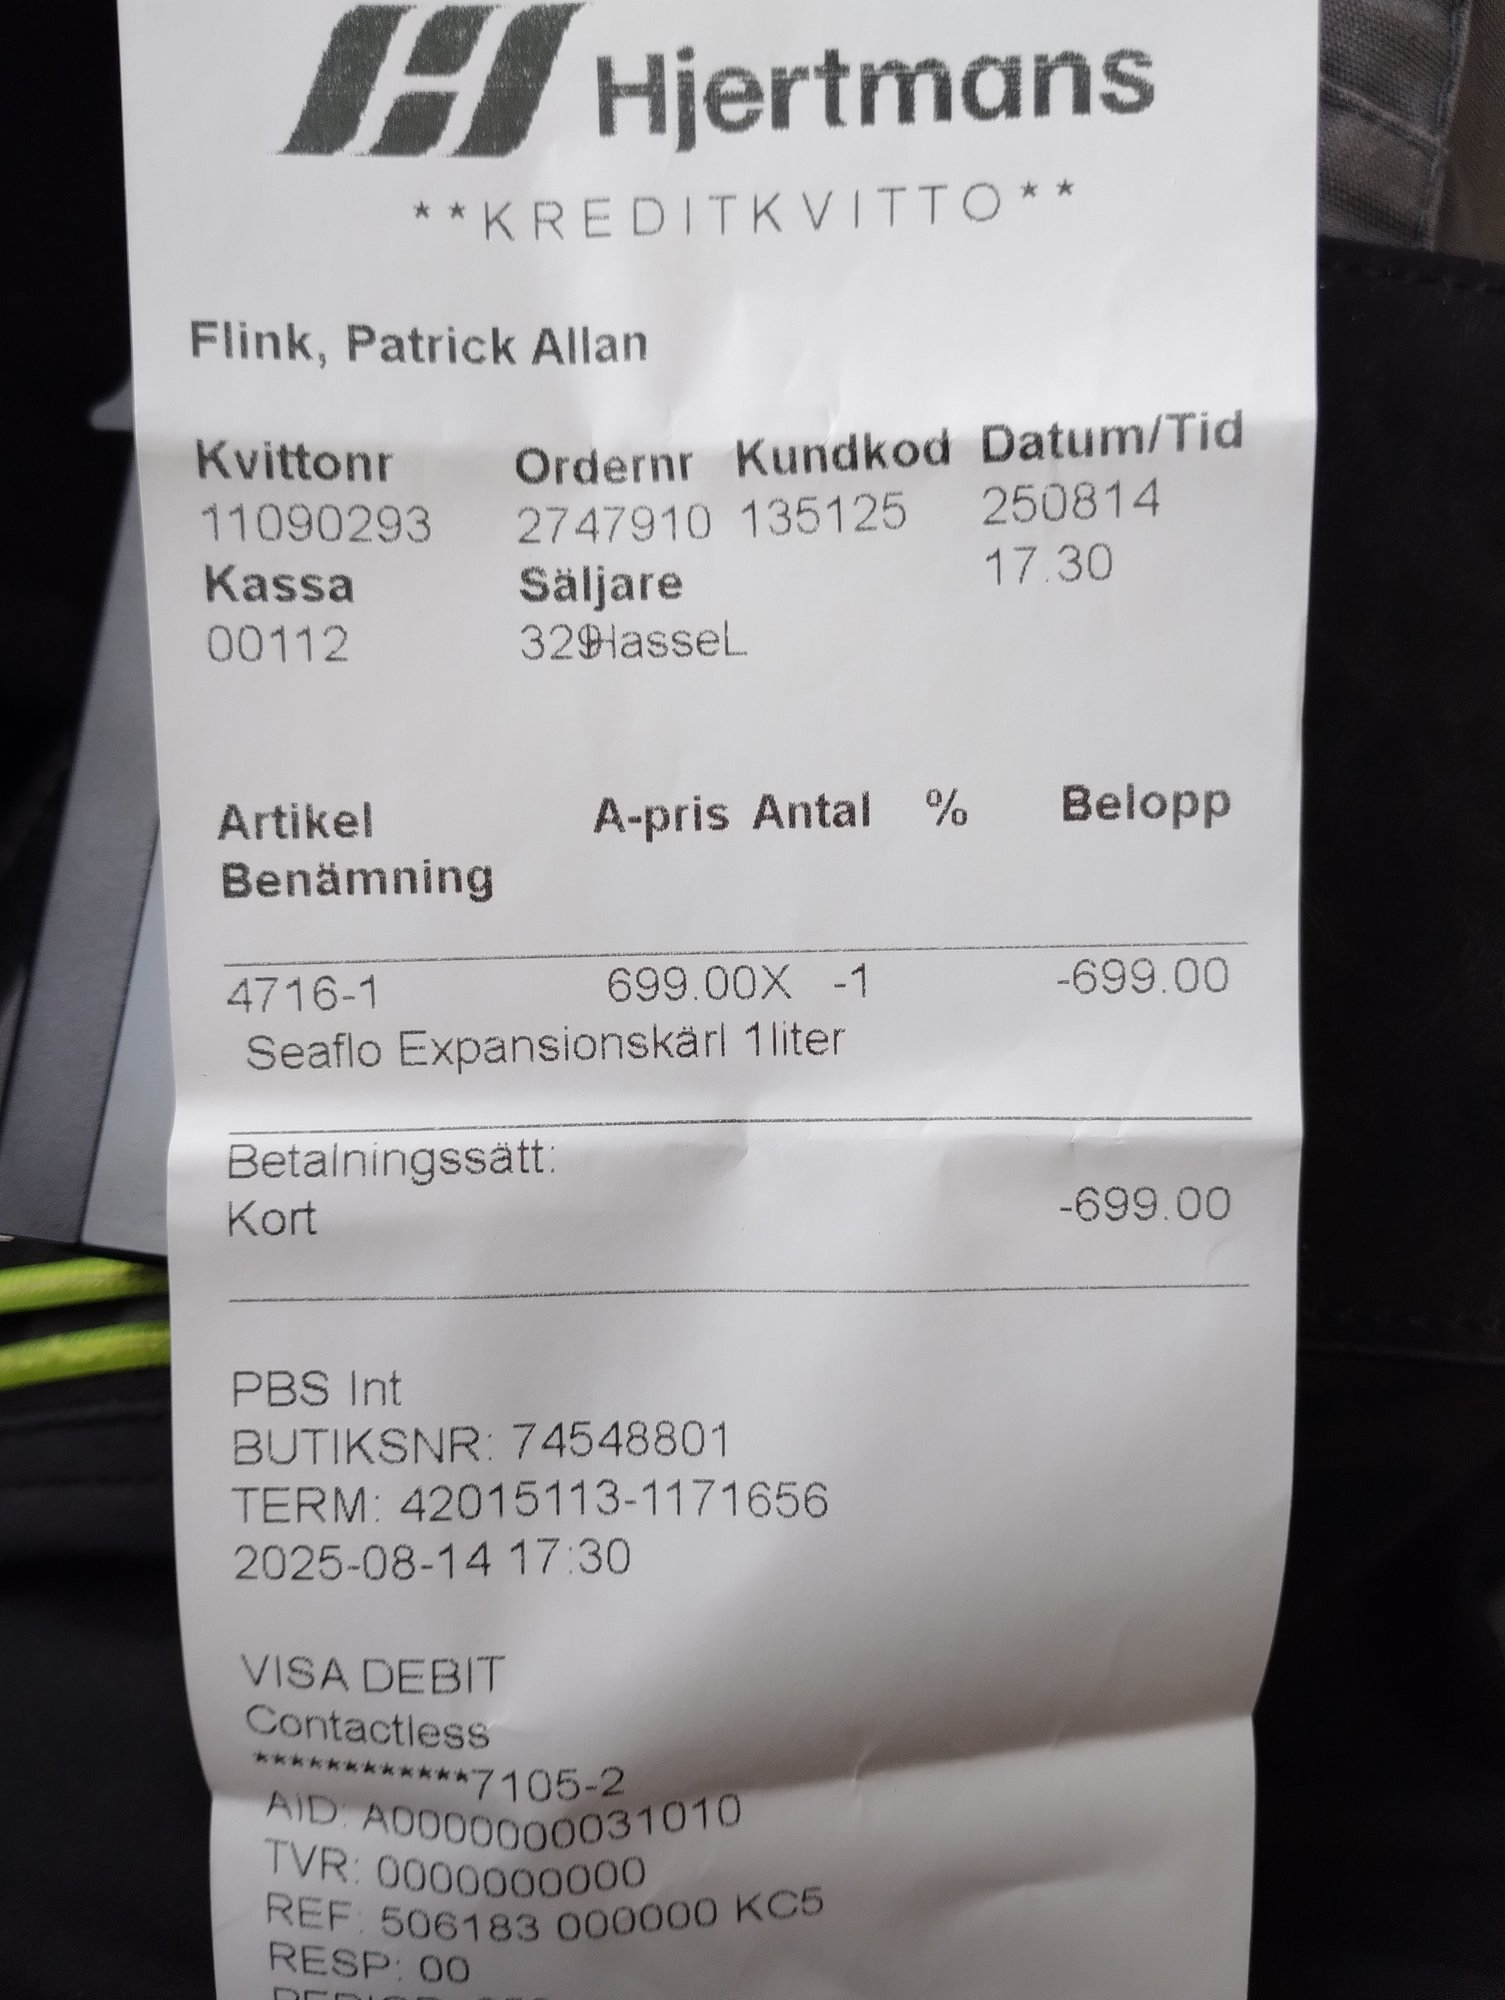 Hjertmans
**KREDITKVITTO**
Flink, Patrick Allan
Kvittonr Ordernr Kundkod Datum/Tid
11090293 2747910 135125 250814
17.30
Kassa Säljare
00112 329HasseL
Artikel A-pris Antal % Belopp
Benämning
4716-1 699.00X -1 -699.00
Seaflo Expansionskärl 1liter
Betalningssätt:
Kort -699.00
PBS Int
BUTIKSNR: 74548801
TERM: 42015113-1171656
2025-08-14 17:30
VISA DEBIT
Contactless
************7105-2
AID: A0000000031010
TVR: 0000000000
REF: 506183 000000 KC5
RESP: 00